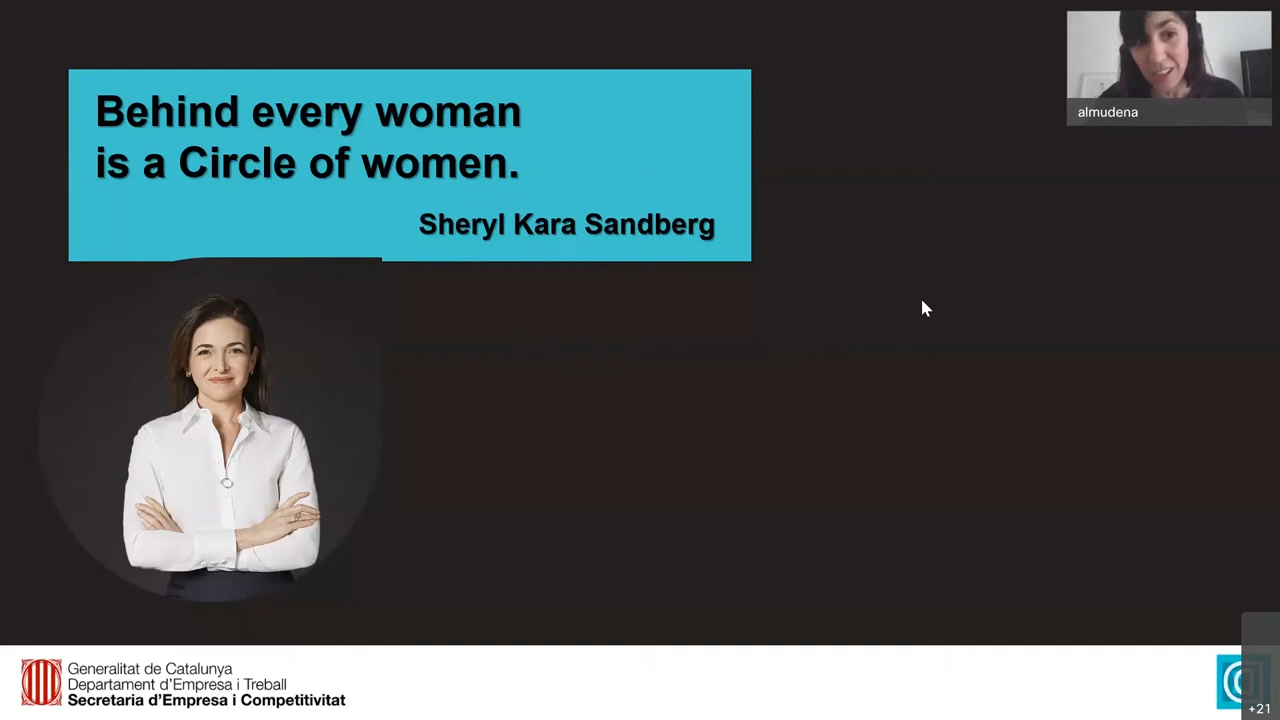 Behind every woman
is a Circle of women.
Sheryl Kara Sandberg
almudena
Generalitat de Catalunya
Departament d'Empresa i Treball
Secretaria d'Empresa i Competitivitat
+21